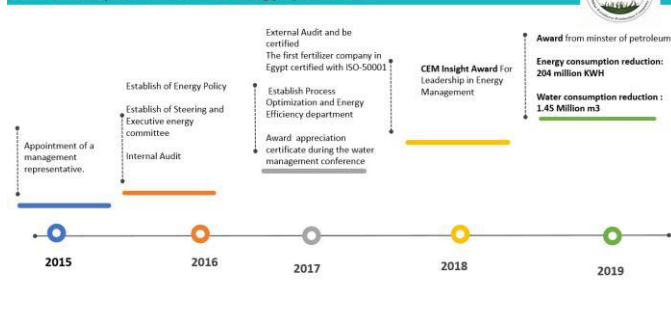 Appointment of a
management
representative.
Establish of Energy Policy
Establish of Steering and
Executive energy
committee
Internal Audit
External Audit and be
certified
The first fertilizer company in
Egypt certified with ISO-50001
Establish Process
Optimization and Energy
Efficiency department
Award appreciation
certificate during the water
management conference
CEM Insight Award For
Leadership in Energy
Management
Award from minster of petroleum
Energy consumption reduction:
204 million KWH
Water consumption reduction :
1.45 Million m3
2015
2016
2017
2018
2019